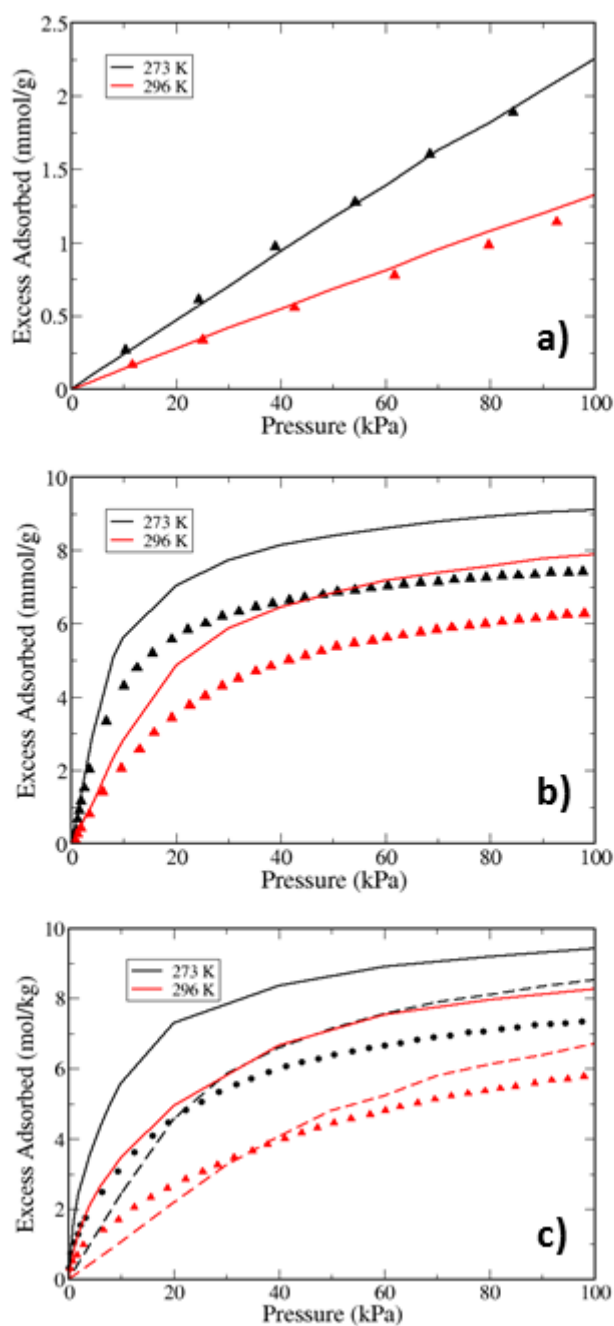 2.5
273 K
296 K
2
1.5
1
0.5
0
Excess Adsorbed (mmol/g)
a)
0 20 40 60 80 100
Pressure (kPa)
10
273 K
296 K
8
6
4
2
0
Excess Adsorbed (mmol/g)
b)
0 20 40 60 80 100
Pressure (kPa)
10
273 K
296 K
8
6
4
2
0
Excess Adsorbed (mol/kg)
c)
0 20 40 60 80 100
Pressure (kPa)